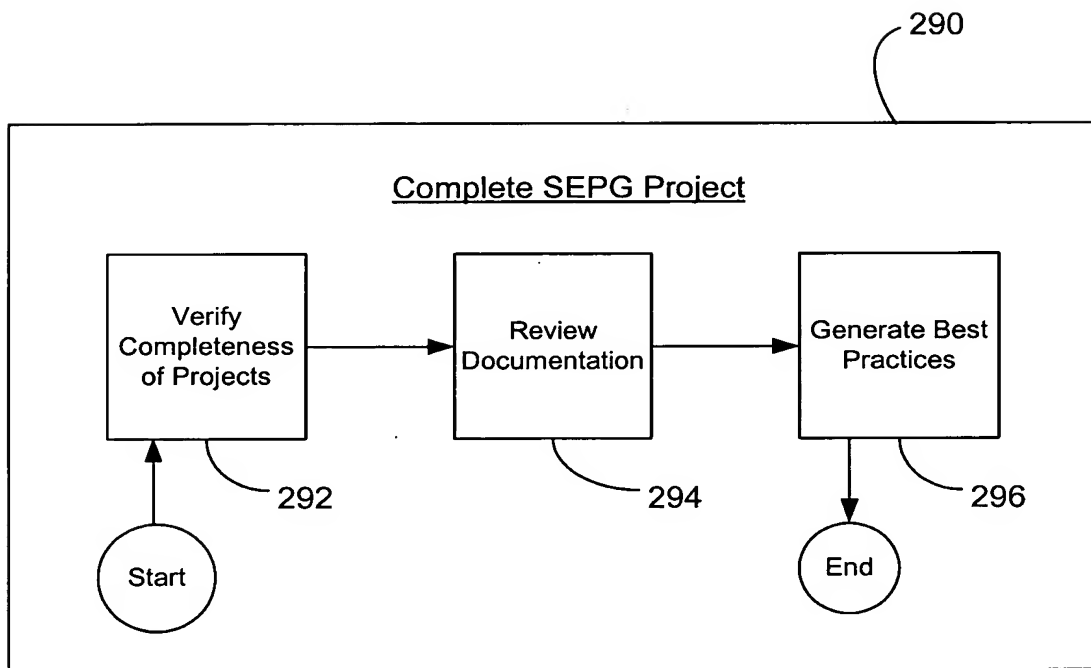 290
Complete SEPG Project
Verify
Completeness
of Projects
Review
Documentation
Generate Best
Practices
292
294
296
Start
End